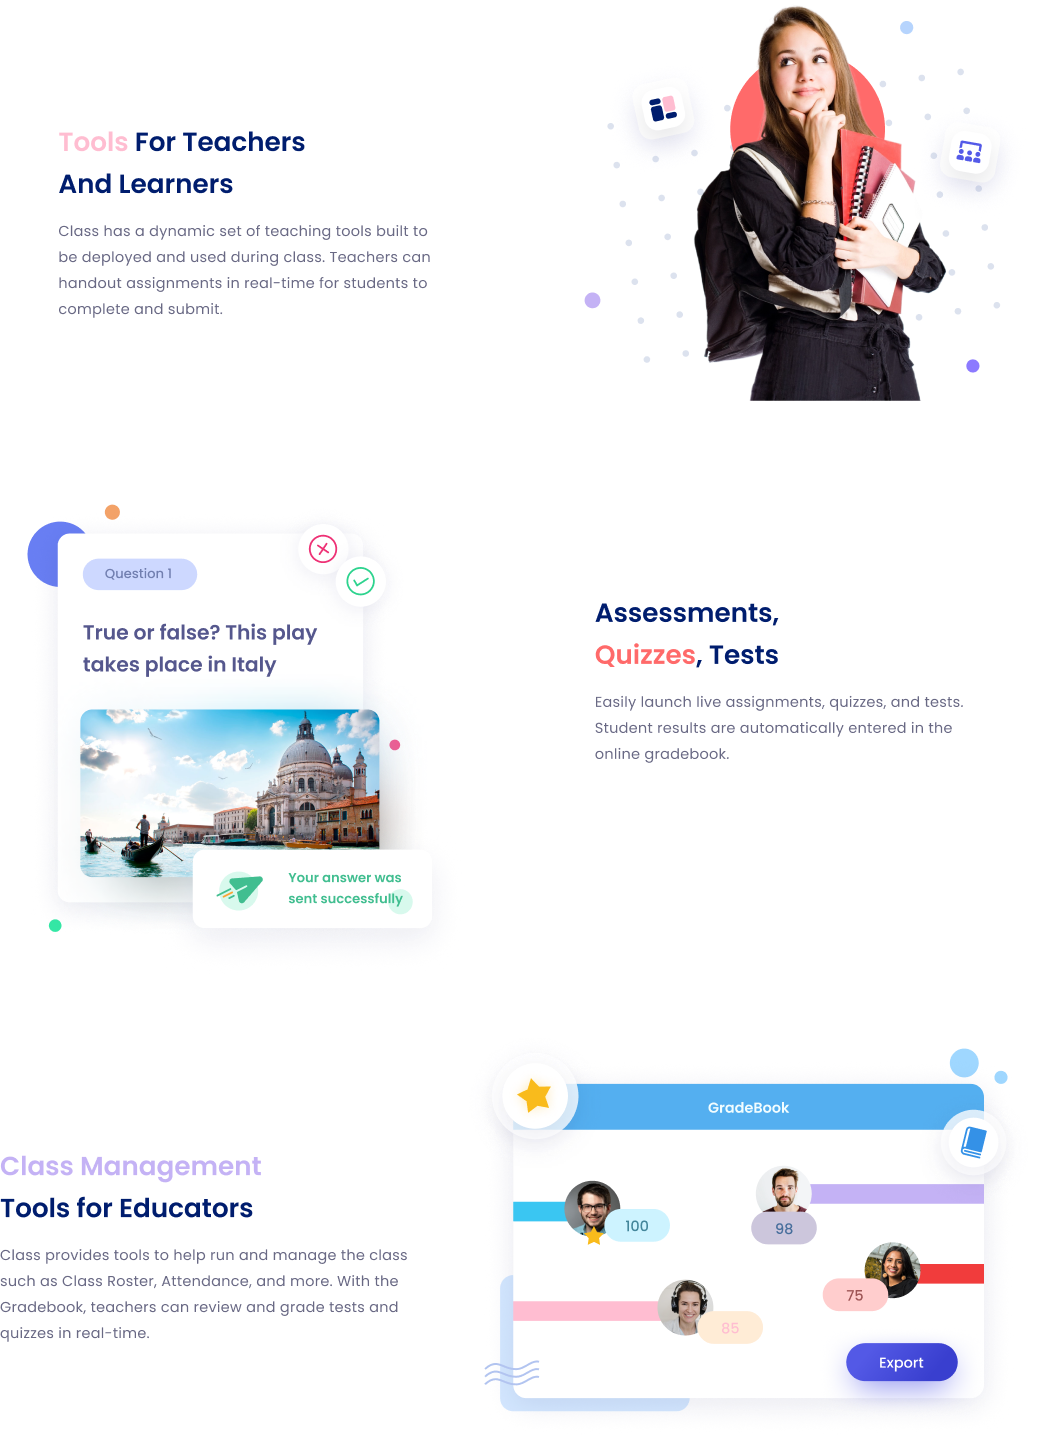 Tools For Teachers
And Learners
Class has a dynamic set of teaching tools built to
be deployed and used during class. Teachers can
handout assignments in real-time for students to
complete and submit.
Question 1
True or false? This play
takes place in Italy
Your answer was
sent successfully
Assessments,
Quizzes, Tests
Easily launch live assignments, quizzes, and tests.
Student results are automatically entered in the
online gradebook.
Class Management
Tools for Educators
Class provides tools to help run and manage the class
such as Class Roster, Attendance, and more. With the
Gradebook, teachers can review and grade tests and
quizzes in real-time.
GradeBook
100
98
75
85
Export